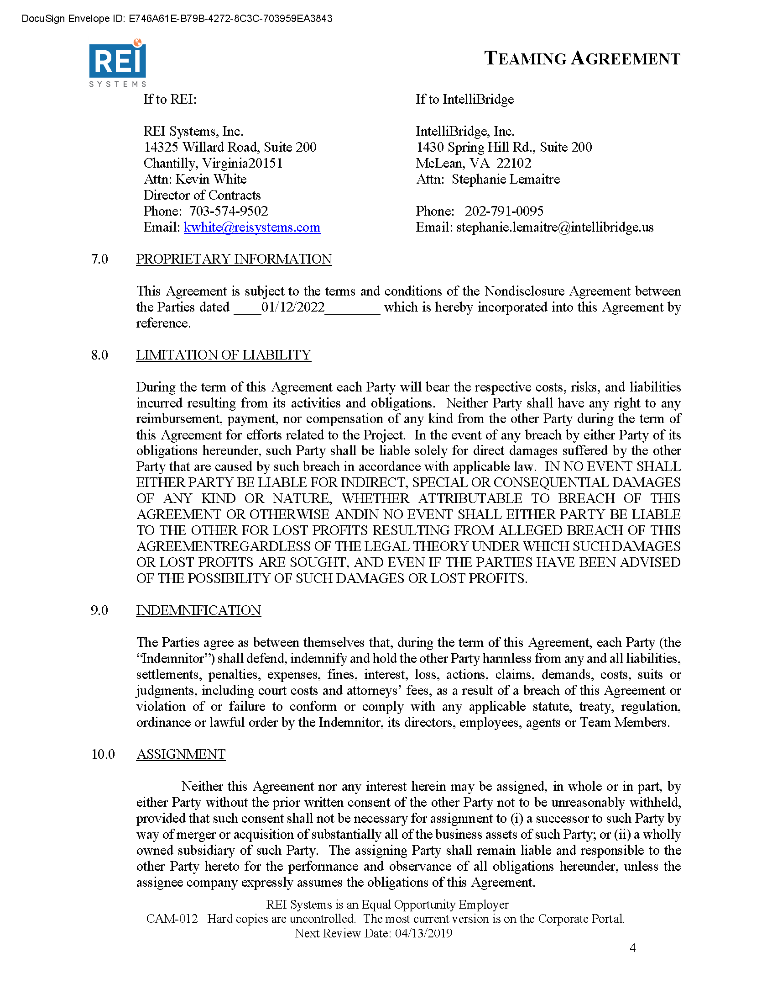 DocuSign Envelope ID: E746A61E-B79B-4272-8C3C-703959EA3843
REI
SYSTEMS
TEAMING AGREEMENT
If to REI:
REI Systems, Inc.
14325 Willard Road, Suite 200
Chantilly, Virginia20151
Attn: Kevin White
Director of Contracts
Phone:  703-574-9502
Email: kwhite@reisystems.com
If to IntelliBridge
IntelliBridge, Inc.
1430 Spring Hill Rd., Suite 200
McLean, VA  22102
Attn:  Stephanie Lemaitre
Phone:   202-791-0095
Email: stephanie.lemaitre@intellibridge.us
7.0 PROPRIETARY INFORMATION
This Agreement is subject to the terms and conditions of the Nondisclosure Agreement between
the Parties dated ____01/12/2022________ which is hereby incorporated into this Agreement by
reference.
8.0 LIMITATION OF LIABILITY
During the term of this Agreement each Party will bear the respective costs, risks, and liabilities
incurred resulting from its activities and obligations.  Neither Party shall have any right to any
reimbursement, payment, nor compensation of any kind from the other Party during the term of
this Agreement for efforts related to the Project.  In the event of any breach by either Party of its
obligations hereunder, such Party shall be liable solely for direct damages suffered by the other
Party that are caused by such breach in accordance with applicable law.  IN NO EVENT SHALL
EITHER PARTY BE LIABLE FOR INDIRECT, SPECIAL OR CONSEQUENTIAL DAMAGES
OF ANY KIND OR NATURE, WHETHER ATTRIBUTABLE TO BREACH OF THIS
AGREEMENT OR OTHERWISE ANDIN NO EVENT SHALL EITHER PARTY BE LIABLE
TO THE OTHER FOR LOST PROFITS RESULTING FROM ALLEGED BREACH OF THIS
AGREEMENTREGARDLESS OF THE LEGAL THEORY UNDER WHICH SUCH DAMAGES
OR LOST PROFITS ARE SOUGHT, AND EVEN IF THE PARTIES HAVE BEEN ADVISED
OF THE POSSIBILITY OF SUCH DAMAGES OR LOST PROFITS.
9.0 INDEMNIFICATION
The Parties agree as between themselves that, during the term of this Agreement, each Party (the
“Indemnitor”) shall defend, indemnify and hold the other Party harmless from any and all liabilities,
settlements, penalties, expenses, fines, interest, loss, actions, claims, demands, costs, suits or
judgments, including court costs and attorneys’ fees, as a result of a breach of this Agreement or
violation of or failure to conform or comply with any applicable statute, treaty, regulation,
ordinance or lawful order by the Indemnitor, its directors, employees, agents or Team Members.
10.0 ASSIGNMENT
Neither this Agreement nor any interest herein may be assigned, in whole or in part, by
either Party without the prior written consent of the other Party not to be unreasonably withheld,
provided that such consent shall not be necessary for assignment to (i) a successor to such Party by
way of merger or acquisition of substantially all of the business assets of such Party; or (ii) a wholly
owned subsidiary of such Party.  The assigning Party shall remain liable and responsible to the
other Party hereto for the performance and observance of all obligations hereunder, unless the
assignee company expressly assumes the obligations of this Agreement.
REI Systems is an Equal Opportunity Employer
CAM-012   Hard copies are uncontrolled.  The most current version is on the Corporate Portal.
Next Review Date: 04/13/2019
4